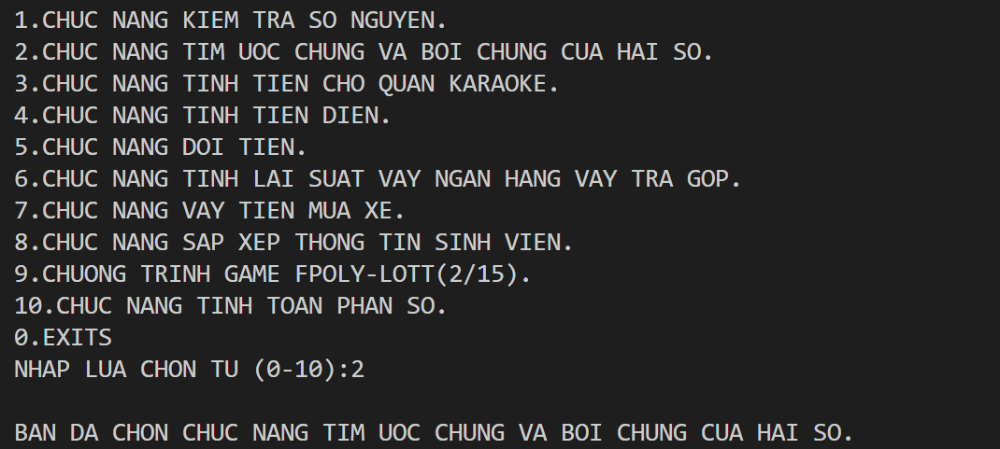 1.CHUC NANG KIEM TRA SO NGUYEN.
2.CHUC NANG TIM UOC CHUNG VA BOI CHUNG CUA HAI SO.
3.CHUC NANG TINH TIEN CHO QUAN KARAOKE.
4.CHUC NANG TINH TIEN DIEN.
5.CHUC NANG DOI TIEN.
6.CHUC NANG TINH LAI SUAT VAY NGAN HANG VAY TRA GOP.
7.CHUC NANG VAY TIEN MUA XE.
8.CHUC NANG SAP XEP THONG TIN SINH VIEN.
9.CHUONG TRINH GAME FPOLY-LOTT(2/15).
10.CHUC NANG TINH TOAN PHAN SO.
0.EXITS
NHAP LUA CHON TU (0-10):2
BAN DA CHON CHUC NANG TIM UOC CHUNG VA BOI CHUNG CUA HAI SO.